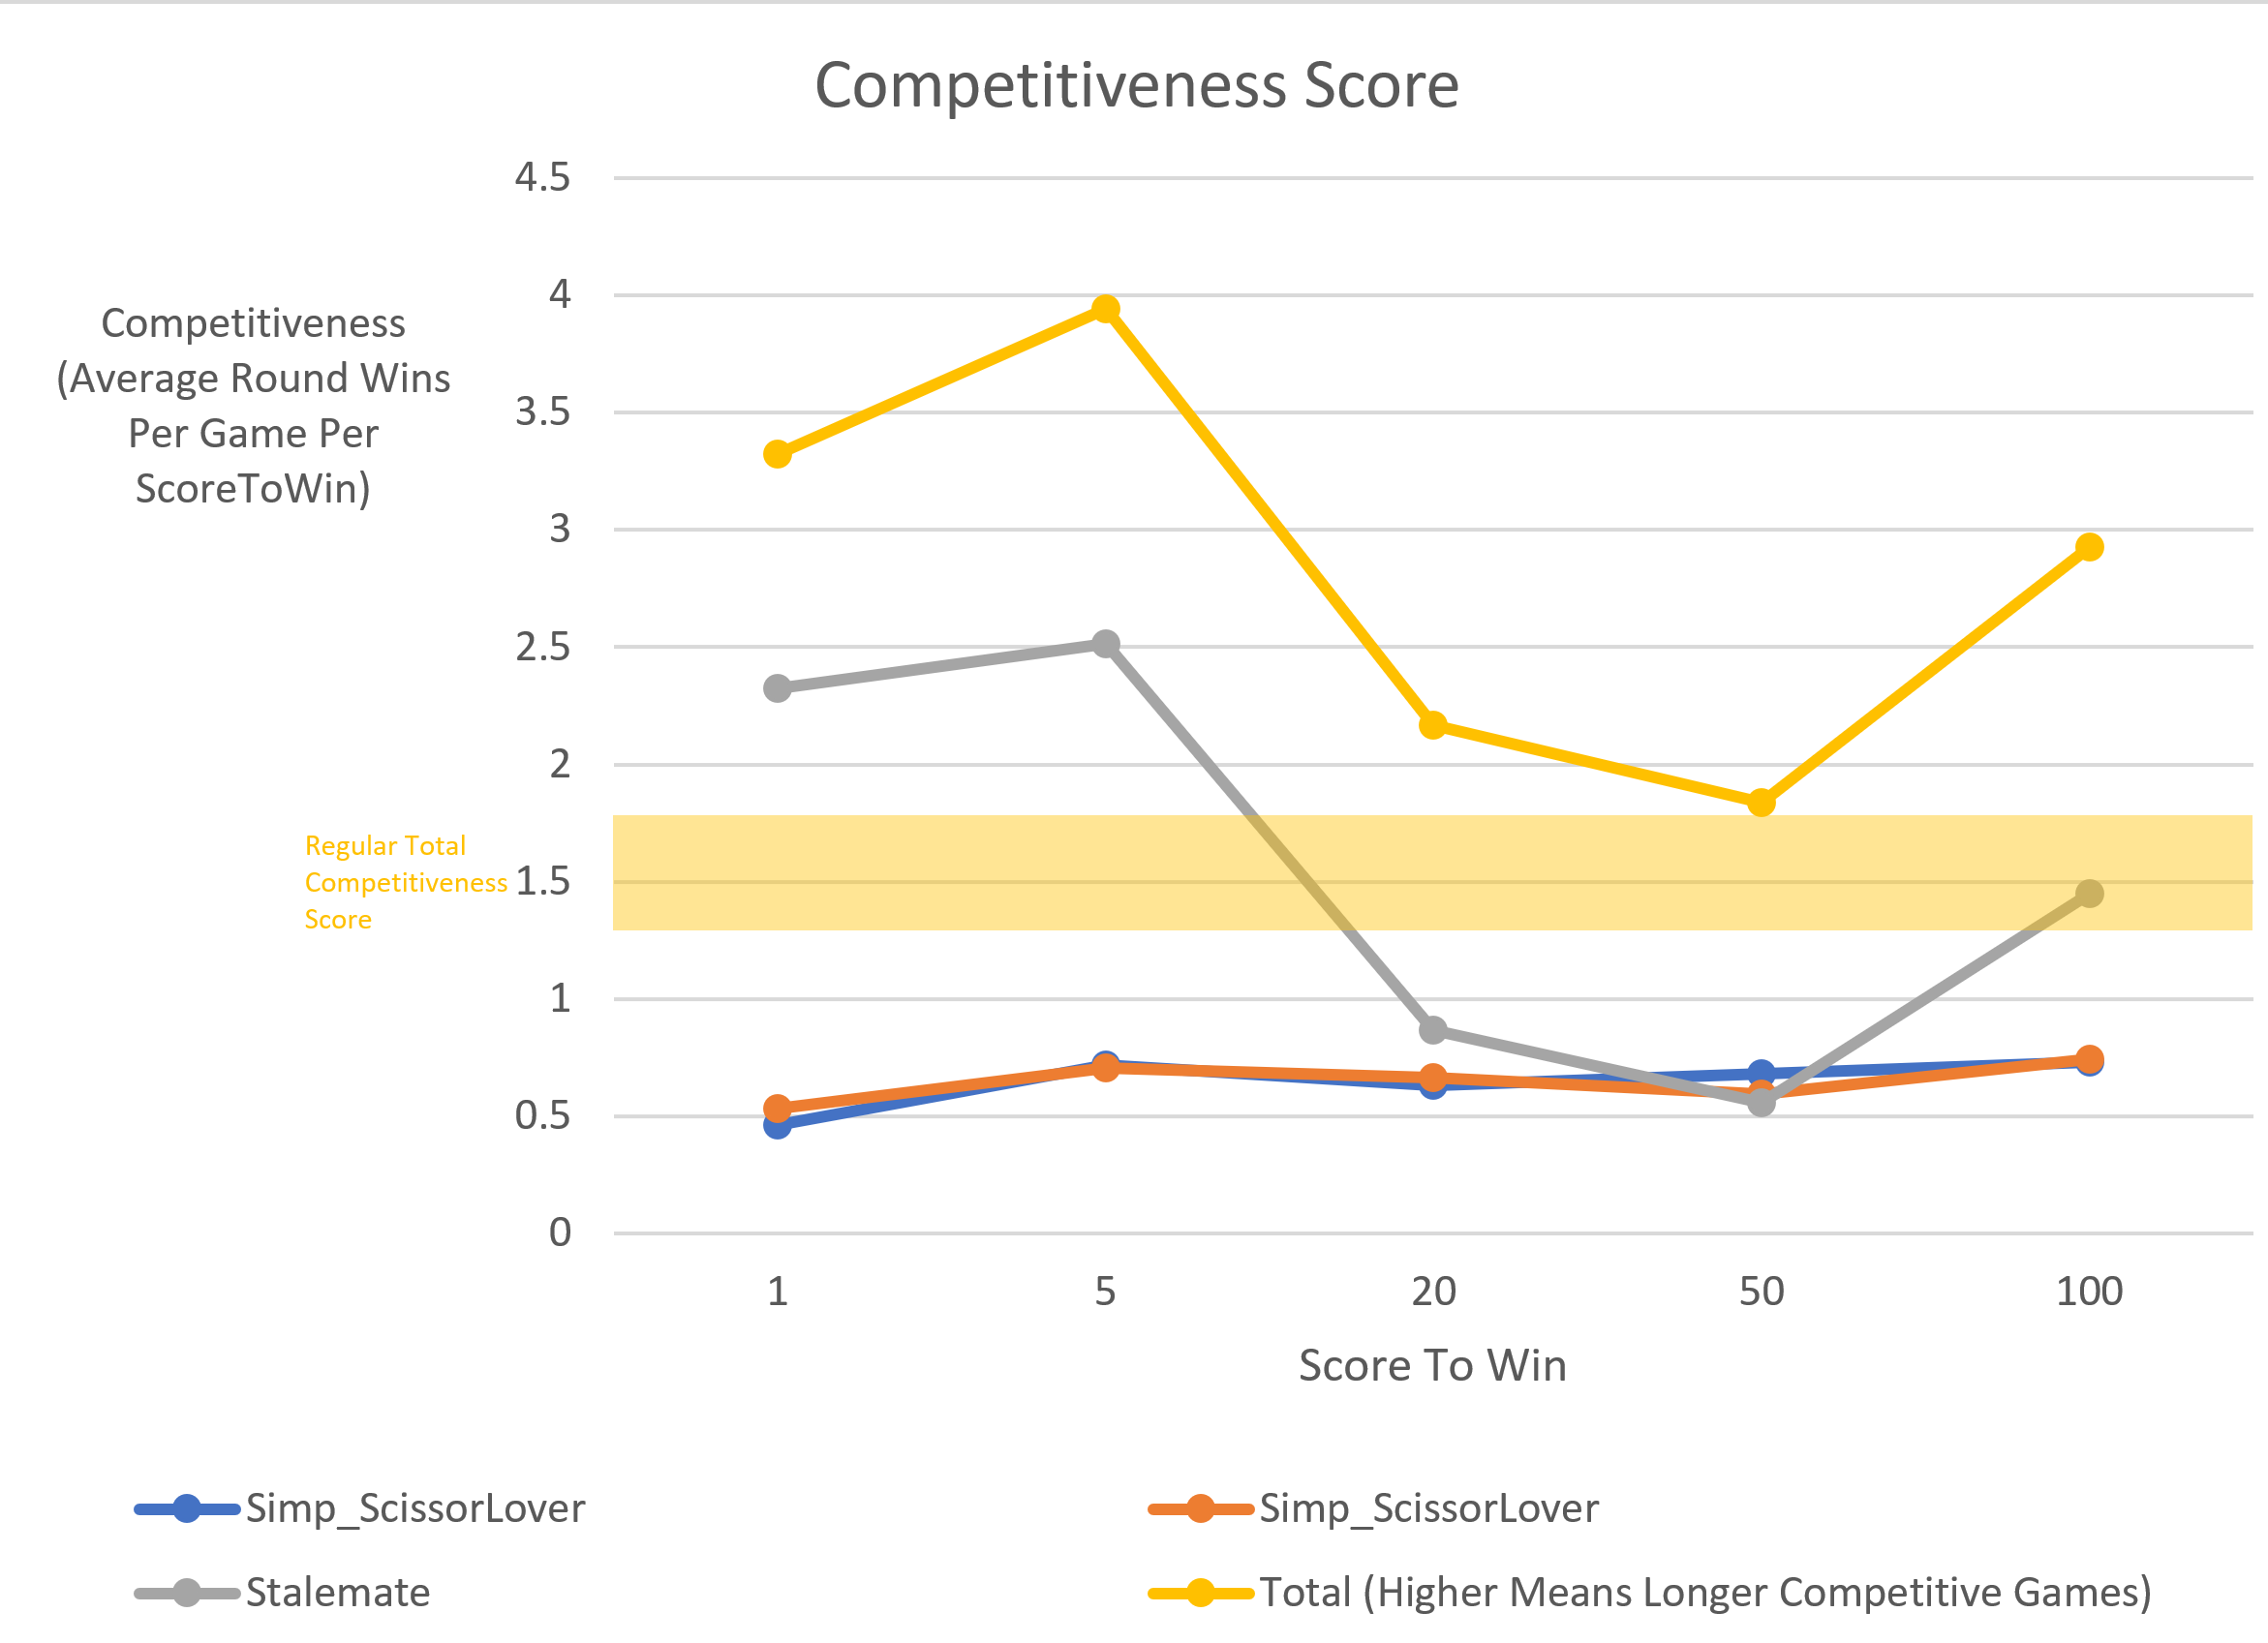 Competitiveness Score
4.5
4
3.5
3
2.5
2
1.5
1
0.5
0
Competitiveness
(Average Round Wins
Per Game Per
ScoreToWin)
Regular Total
Competitiveness
Score
1 5 20 50 100
Score To Win
Simp_ScissorLover
Simp_ScissorLover
Stalemate
Total (Higher Means Longer Competitive Games)